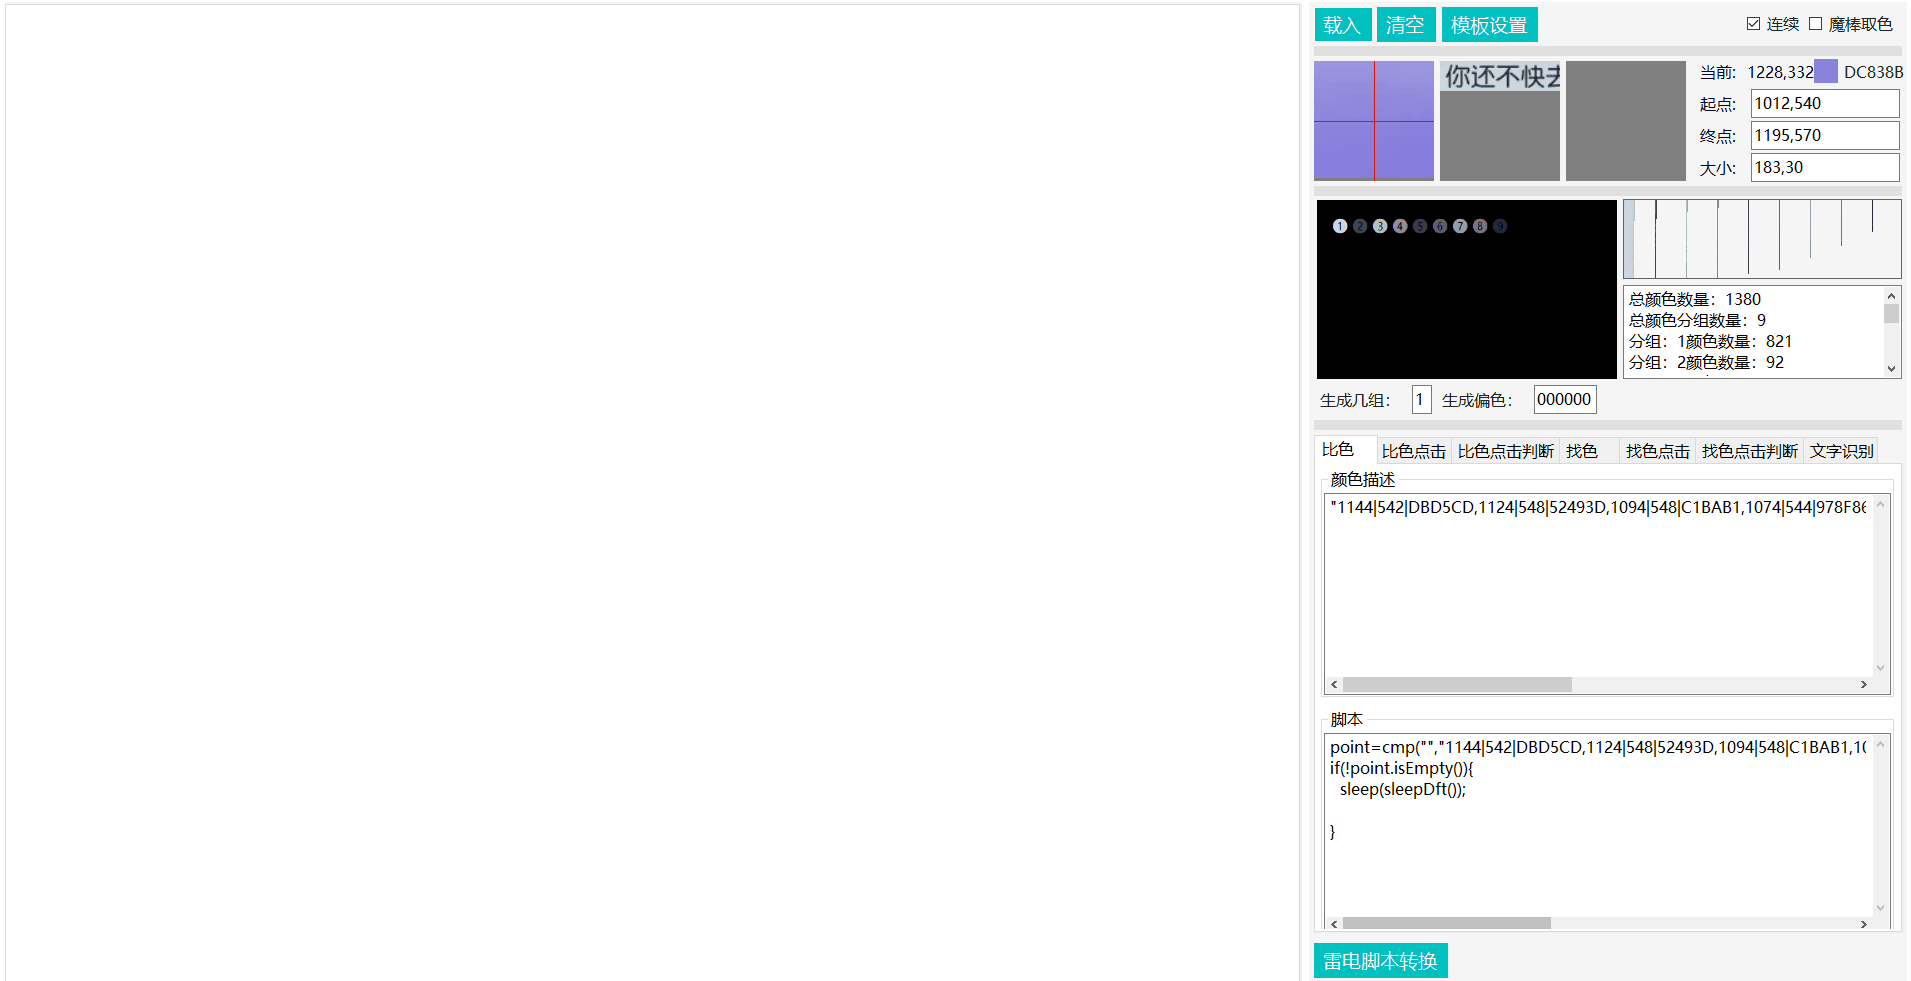 载入 清空 模板设置 连续 魔棒取色
你还不快去
当前: 1228,332 DC838B
起点: 1012,540
终点: 1195,570
大小: 183,30
1 2 3 4 5 6 7 8 9
总颜色数量：1380
总颜色分组数量：9
分组：1颜色数量：821
分组：2颜色数量：92
生成几组： 1 生成偏色： 000000
比色 比色点击 比色点击判断 找色 找色点击 找色点击判断 文字识别
颜色描述
"1144|542|DBD5CD,1124|548|52493D,1094|548|C1BAB1,1074|544|978F86
脚本
point=cmp("","1144|542|DBD5CD,1124|548|52493D,1094|548|C1BAB1,10
if(!point.isEmpty()){
sleep(sleepDft());
}
雷电脚本转换